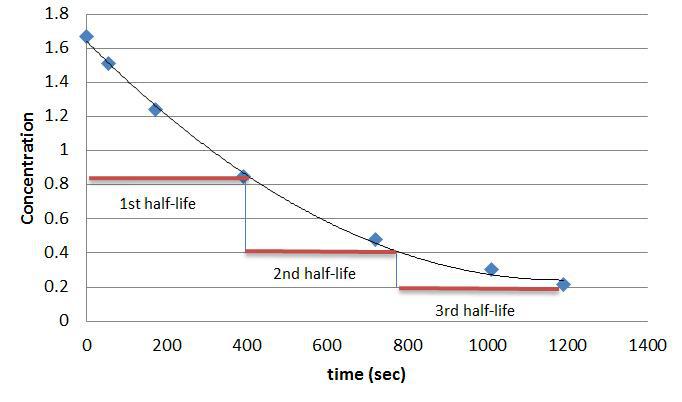 1.8
1.6
1.4
1.2
1
0.8
0.6
0.4
0.2
0
Concentration
1st half-life
2nd half-life
3rd half-life
0 200 400 600 800 1000 1200 1400
time (sec)